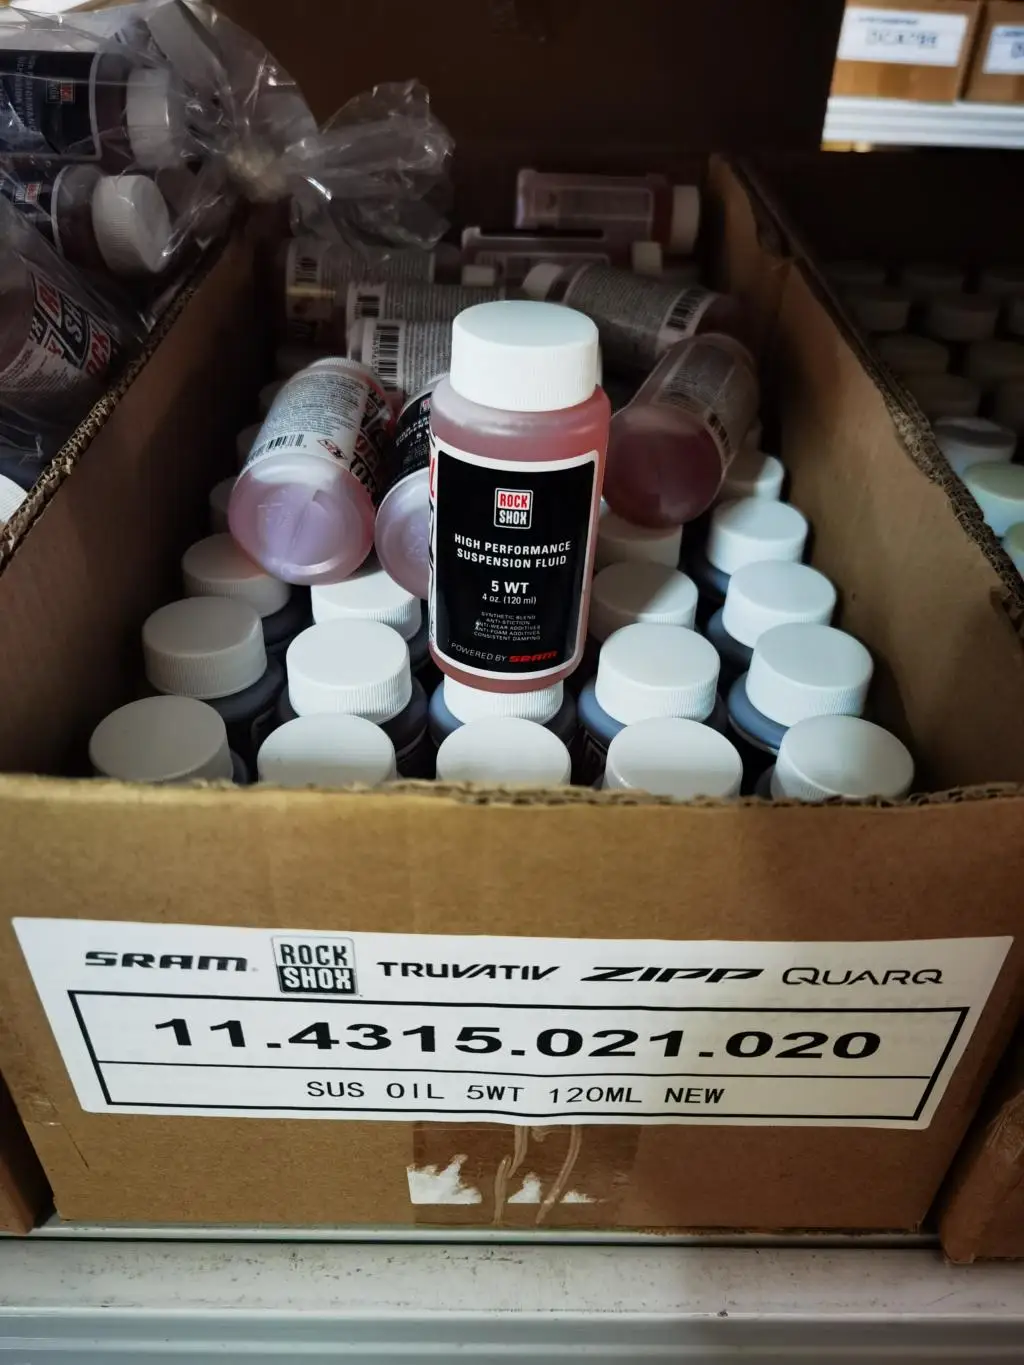 ROCK
SHOX
HIGH PERFORMANCE
SUSPENSION FLUID
5 WT
4 oz. (120 ml)
SYNTHETIC BLEND
ANTI-STICTION
ANTI-WEAR ADDITIVES
ANTI-FOAM ADDITIVES
CONSISTENT DAMPING
POWERED BY SRAM
SRAM ROCK SHOX TRUVATIV ZIPP QUARQ
11.4315.021.020
SUS OIL 5WT 120ML NEW